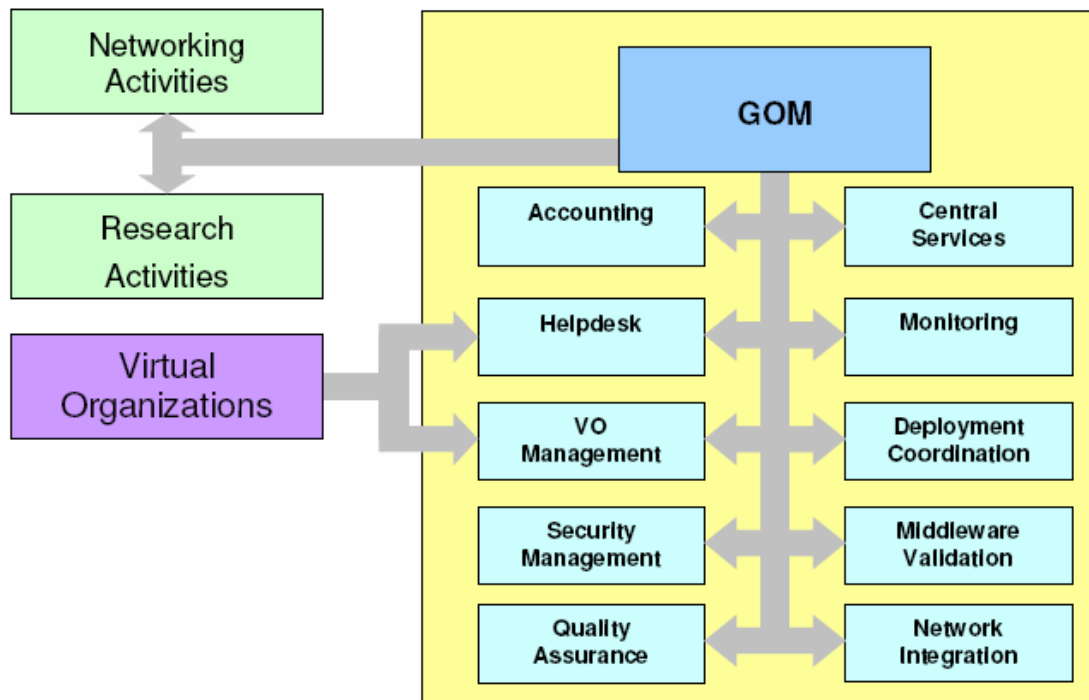 Networking
Activities
GOM
Research
Activities
Virtual
Organizations
Accounting
Central
Services
Helpdesk
Monitoring
VO
Management
Deployment
Coordination
Security
Management
Middleware
Validation
Quality
Assurance
Network
Integration